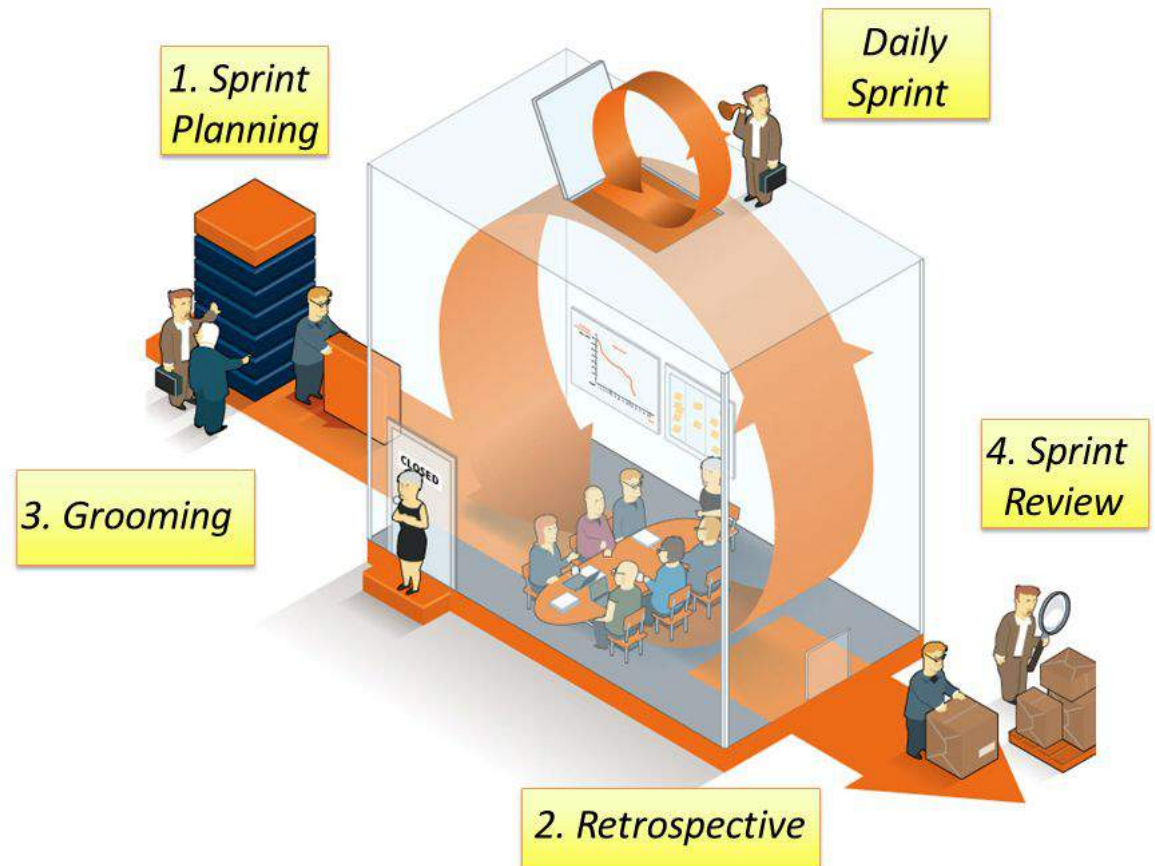 1. Sprint
Planning
Daily
Sprint
CLOSED
3. Grooming
4. Sprint
Review
2. Retrospective